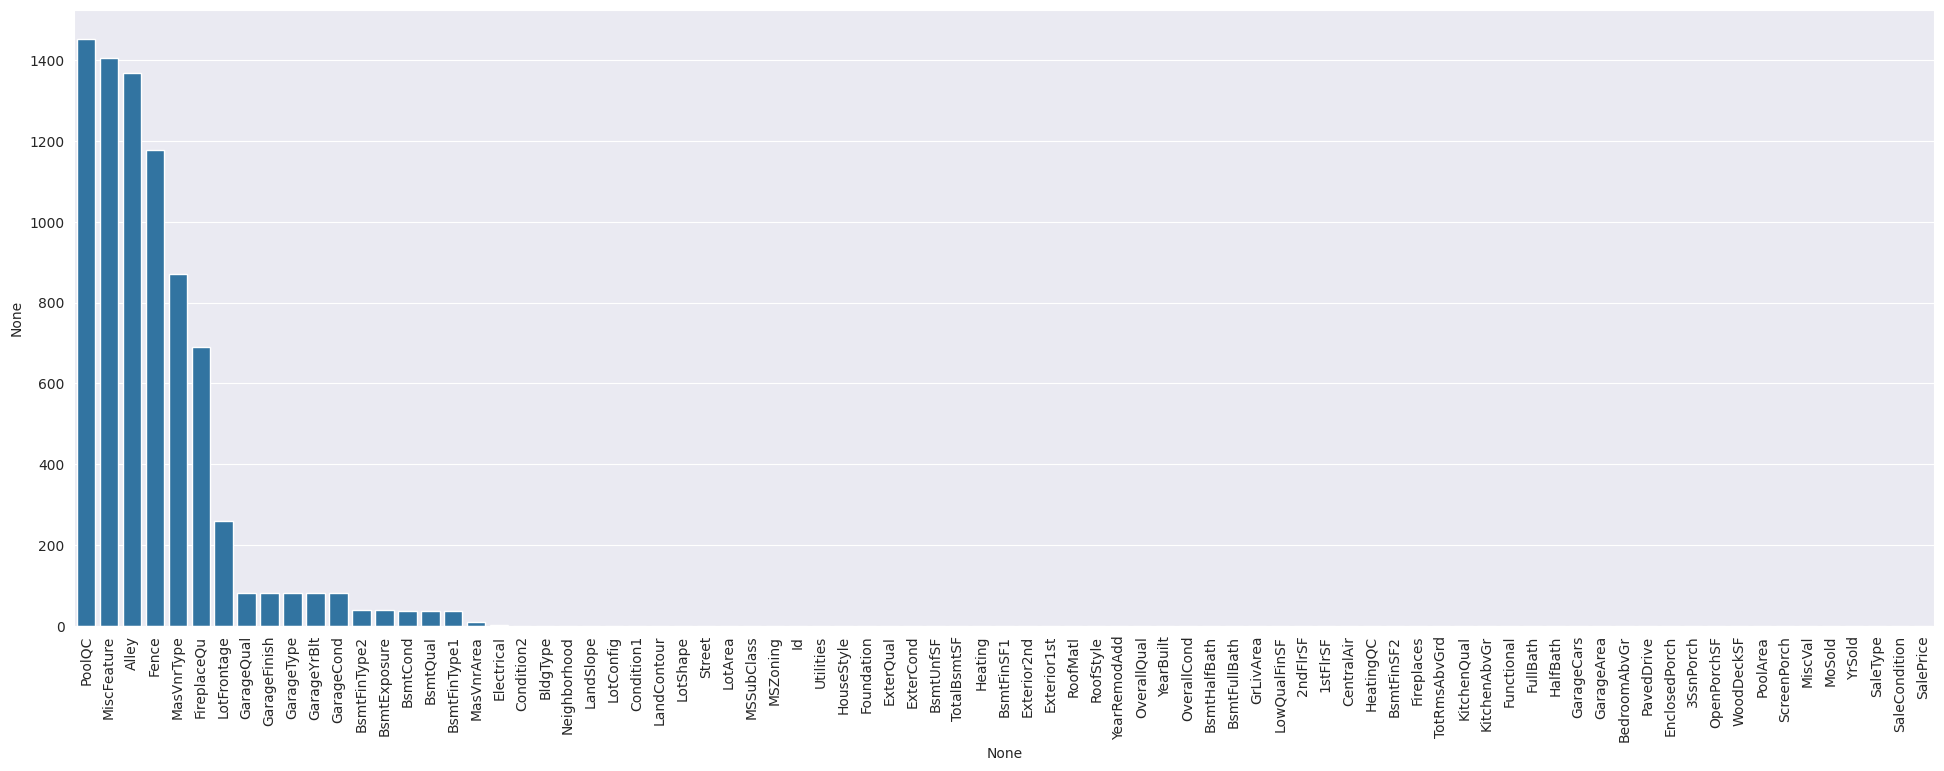 1400
1200
1000
800
600
400
200
0
None
PoolQC
MiscFeature
Alley
Fence
MasVnrType
FireplaceQu
LotFrontage
GarageQual
GarageFinish
GarageType
GarageYrBlt
GarageCond
BsmtFinType2
BsmtExposure
BsmtCond
BsmtQual
BsmtFinType1
MasVnrArea
Electrical
Condition2
BldgType
Neighborhood
LandSlope
LotConfig
Condition1
LandContour
LotShape
Street
LotArea
MSSubClass
MSZoning
Id
Utilities
HouseStyle
Foundation
ExterQual
ExterCond
BsmtUnfSF
TotalBsmtSF
Heating
BsmtFinSF1
Exterior2nd
Exterior1st
RoofMatl
RoofStyle
YearRemodAdd
OverallQual
YearBuilt
OverallCond
BsmtHalfBath
BsmtFullBath
GrLivArea
LowQualFinSF
2ndFlrSF
1stFlrSF
CentralAir
HeatingQC
BsmtFinSF2
Fireplaces
TotRmsAbvGrd
KitchenQual
KitchenAbvGr
Functional
FullBath
HalfBath
GarageCars
GarageArea
BedroomAbvGr
PavedDrive
EnclosedPorch
3SsnPorch
OpenPorchSF
WoodDeckSF
PoolArea
ScreenPorch
MiscVal
MoSold
YrSold
SaleType
SaleCondition
SalePrice
None